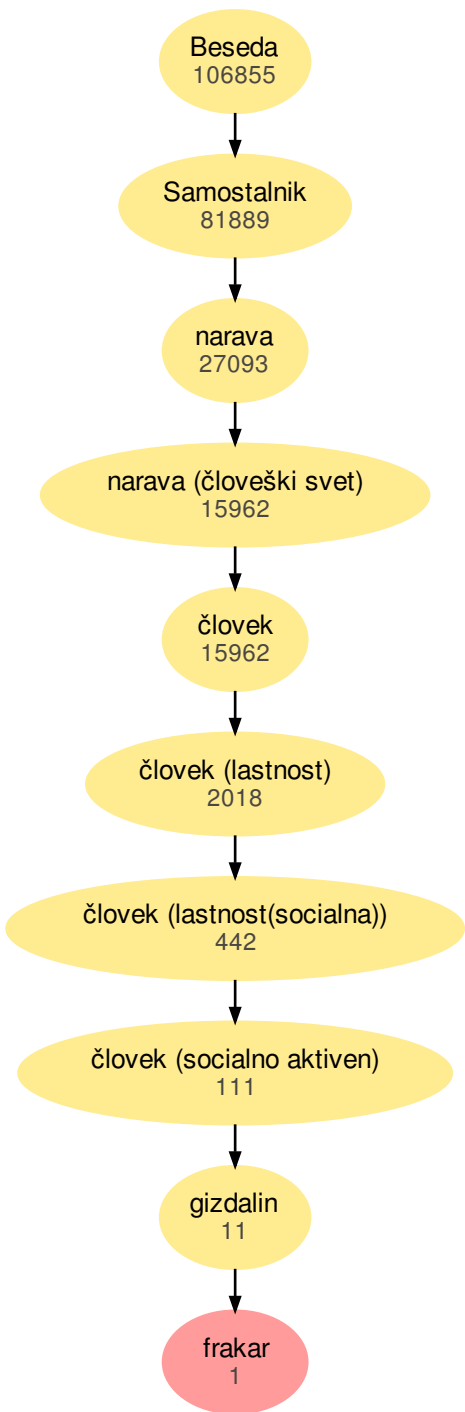 Beseda
106855
Samostalnik
81889
narava
27093
narava (človeški svet)
15962
človek
15962
človek (lastnost)
2018
človek (lastnost(socialna))
442
človek (socialno aktiven)
111
gizdalin
11
frakar
1